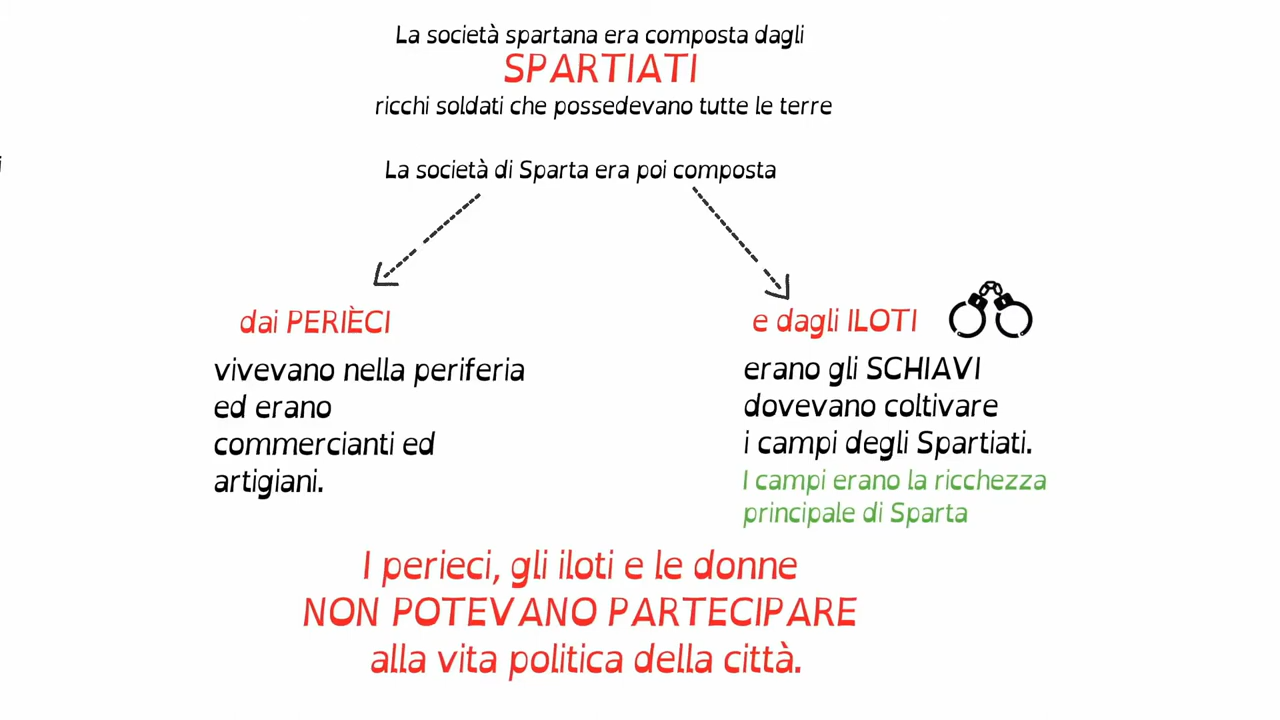 La società spartana era composta dagli
SPARTIATI
ricchi soldati che possedevano tutte le terre
La società di Sparta era poi composta
dai PERIÈCI
vivevano nella periferia
ed erano
commercianti ed
artigiani.
e dagli ILOTI
erano gli SCHIAVI
dovevano coltivare
i campi degli Spartiati.
I campi erano la ricchezza
principale di Sparta
I perieci, gli iloti e le donne
NON POTEVANO PARTECIPARE
alla vita politica della città.